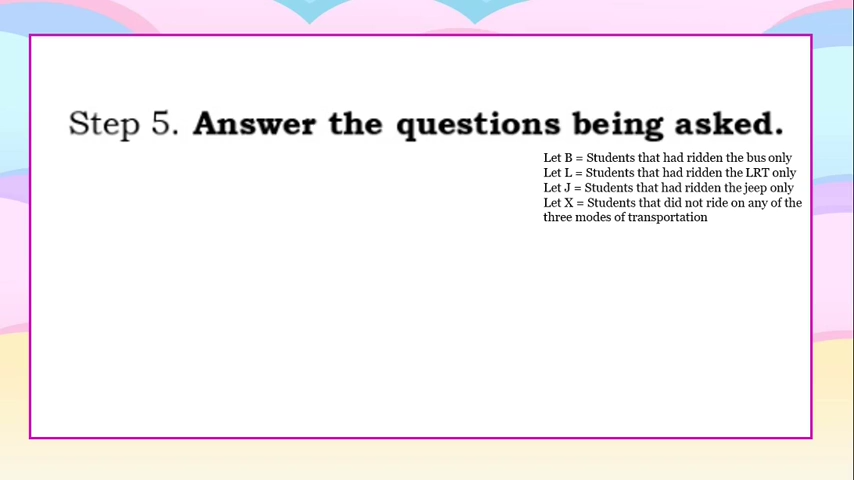 Step 5. Answer the questions being asked.
Let B = Students that had ridden the bus only
Let L = Students that had ridden the LRT only
Let J = Students that had ridden the jeep only
Let X = Students that did not ride on any of the
three modes of transportation